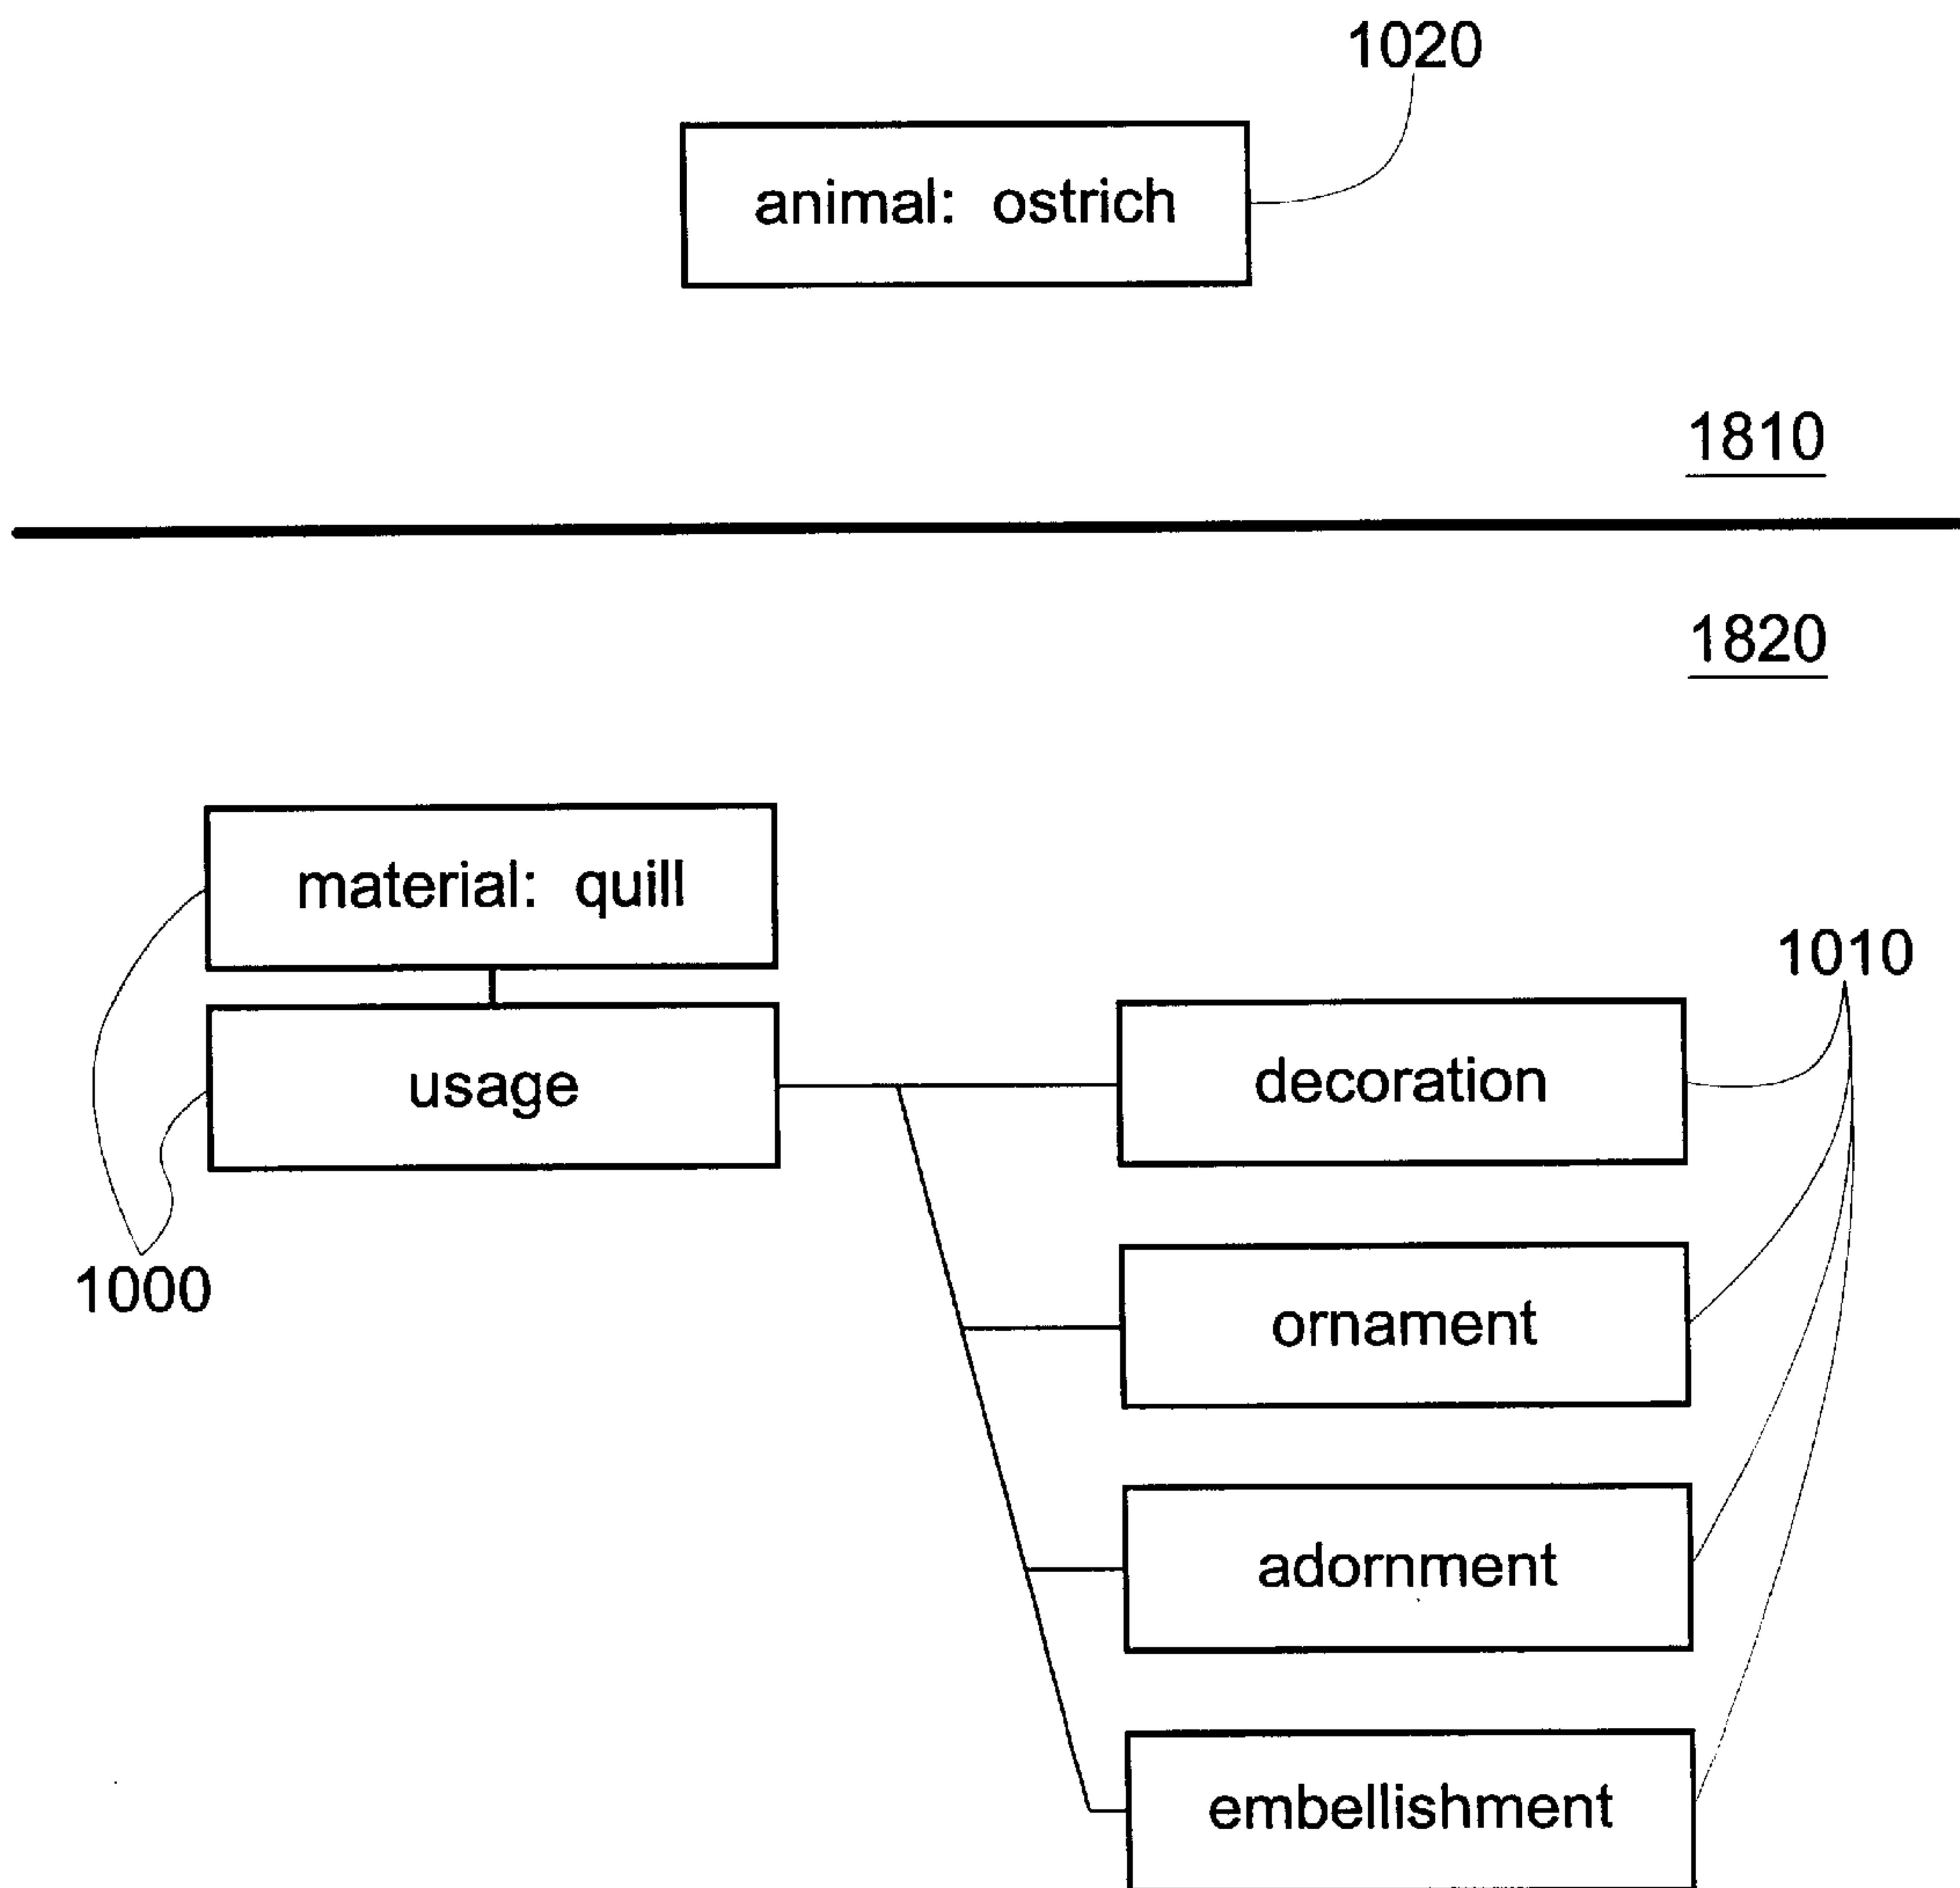 1020
animal: ostrich
1810
1820
material: quill
1010
usage
decoration
1000
ornament
adornment
embellishment